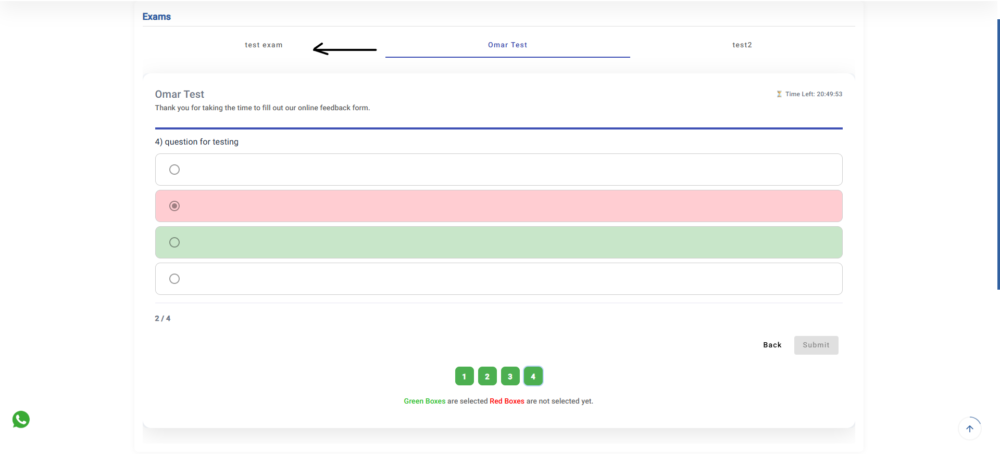 Exams
test exam
Omar Test
test2
Omar Test
Time Left: 20:49:53
Thank you for taking the time to fill out our online feedback form.
4) question for testing
2 / 4
Back
Submit
1
2
3
4
Green Boxes are selected Red Boxes are not selected yet.